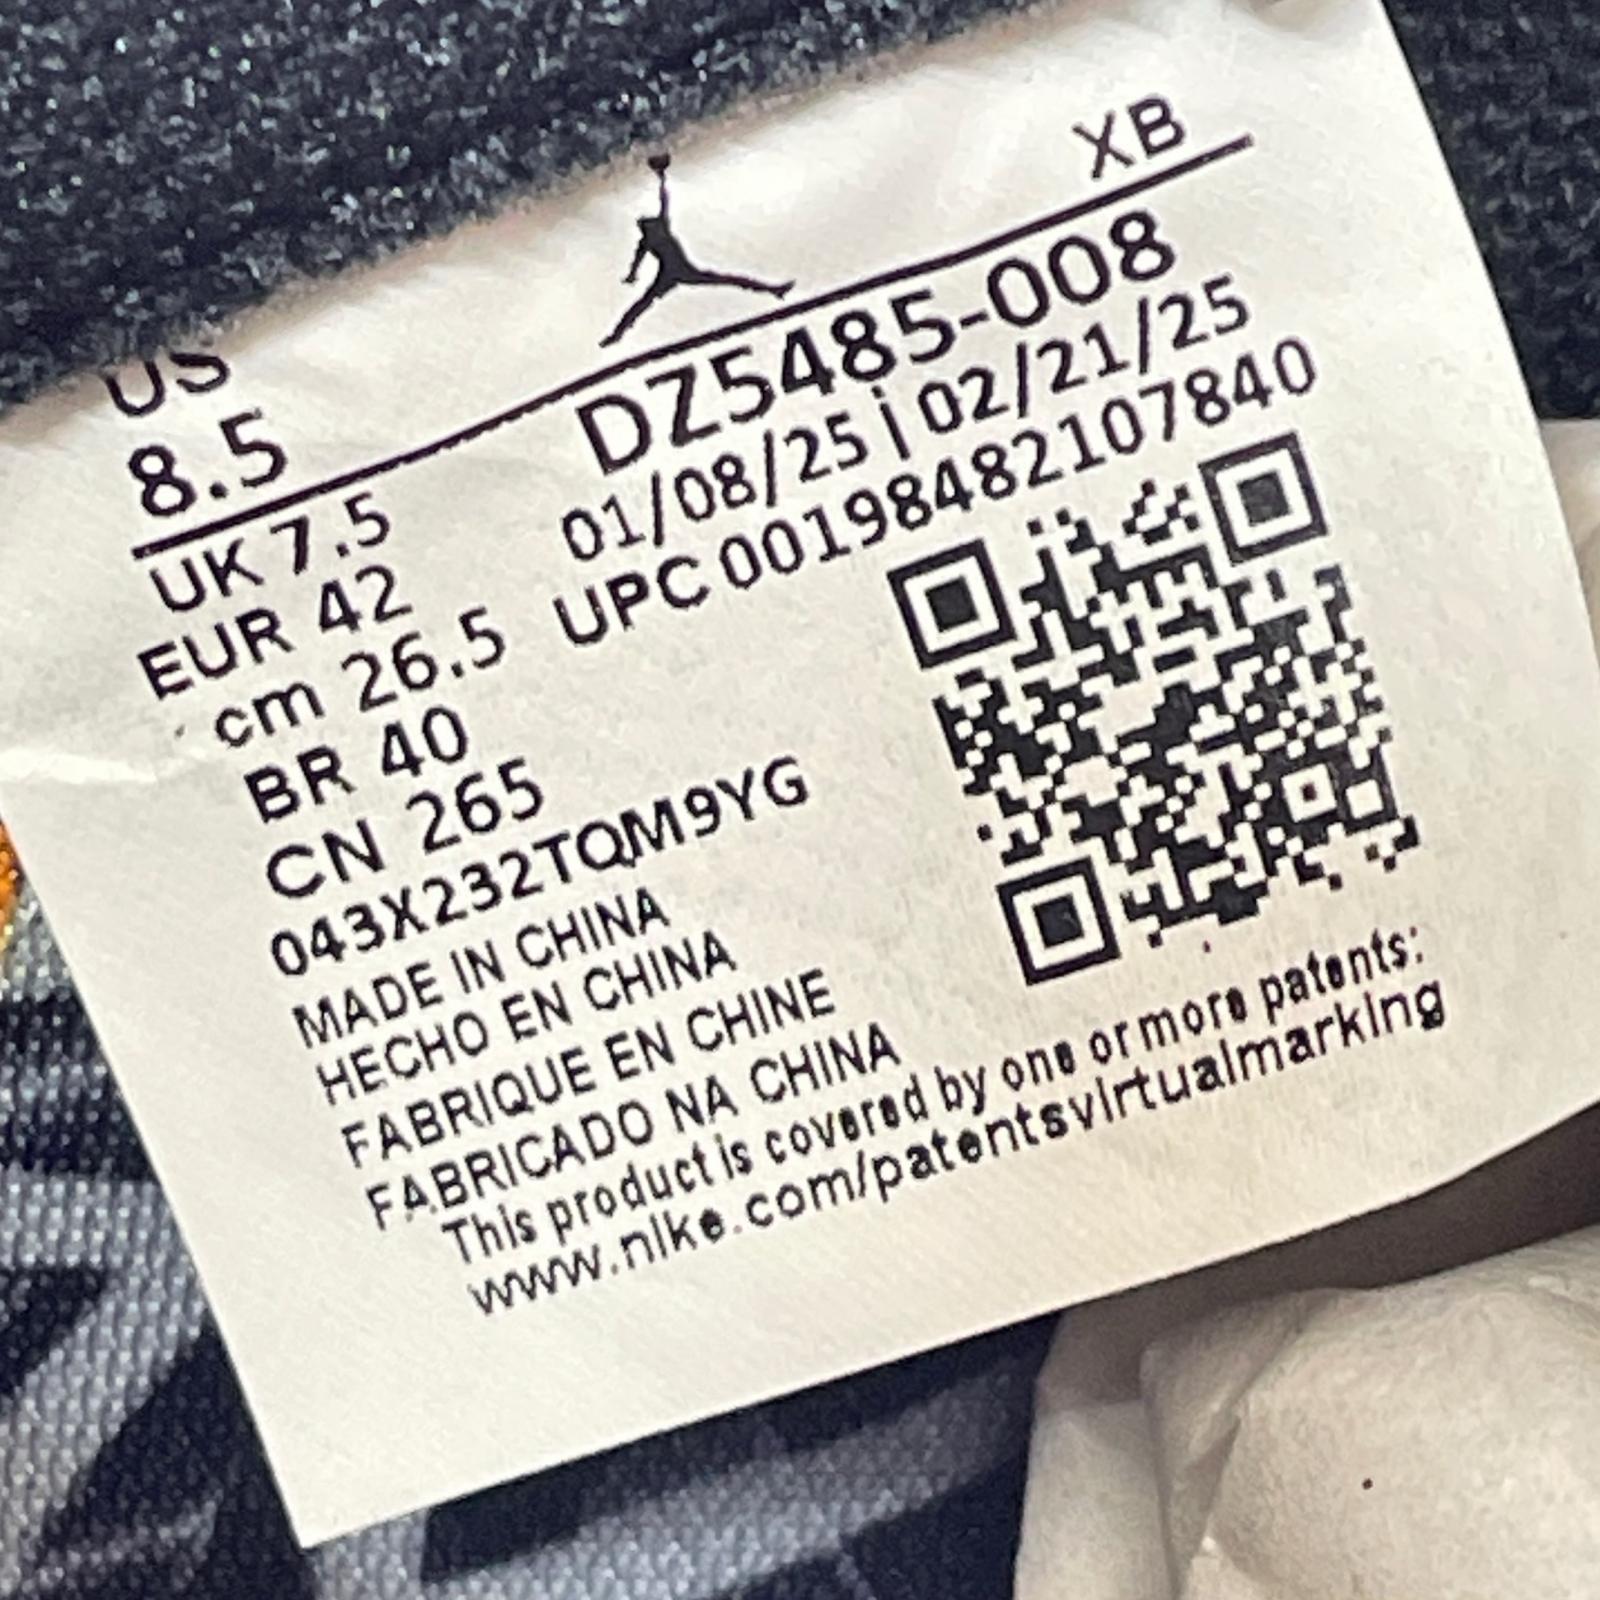 XB
US
8.5
DZ5485-008
01/08/25 | 02/21/25
UPC 00198482107840
UK 7.5
EUR 42
cm 26.5
BR 40
CN 265
043X232TQM9YG
MADE IN CHINA
HECHO EN CHINA
FABRIQUE EN CHINE
FABRICADO NA CHINA
This product is covered by one or more patents:
www.nike.com/patentsvirtualmarking